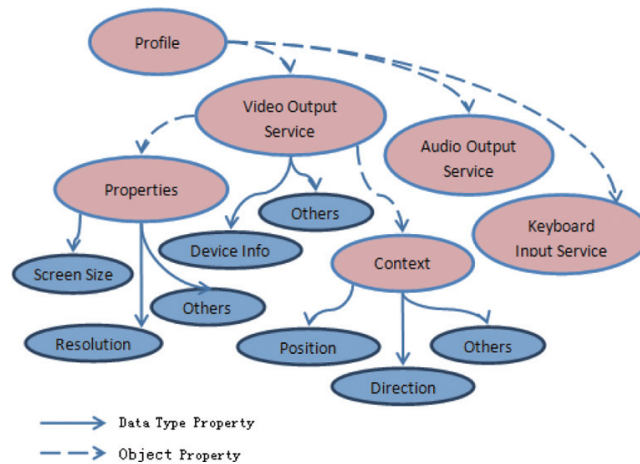 Profile
Video Output
Service
Audio Output
Service
Properties
Others
Keyboard
Input Service
Device Info
Context
Screen Size
Others
Resolution
Position
Others
Direction
Data Type Property
Object Property